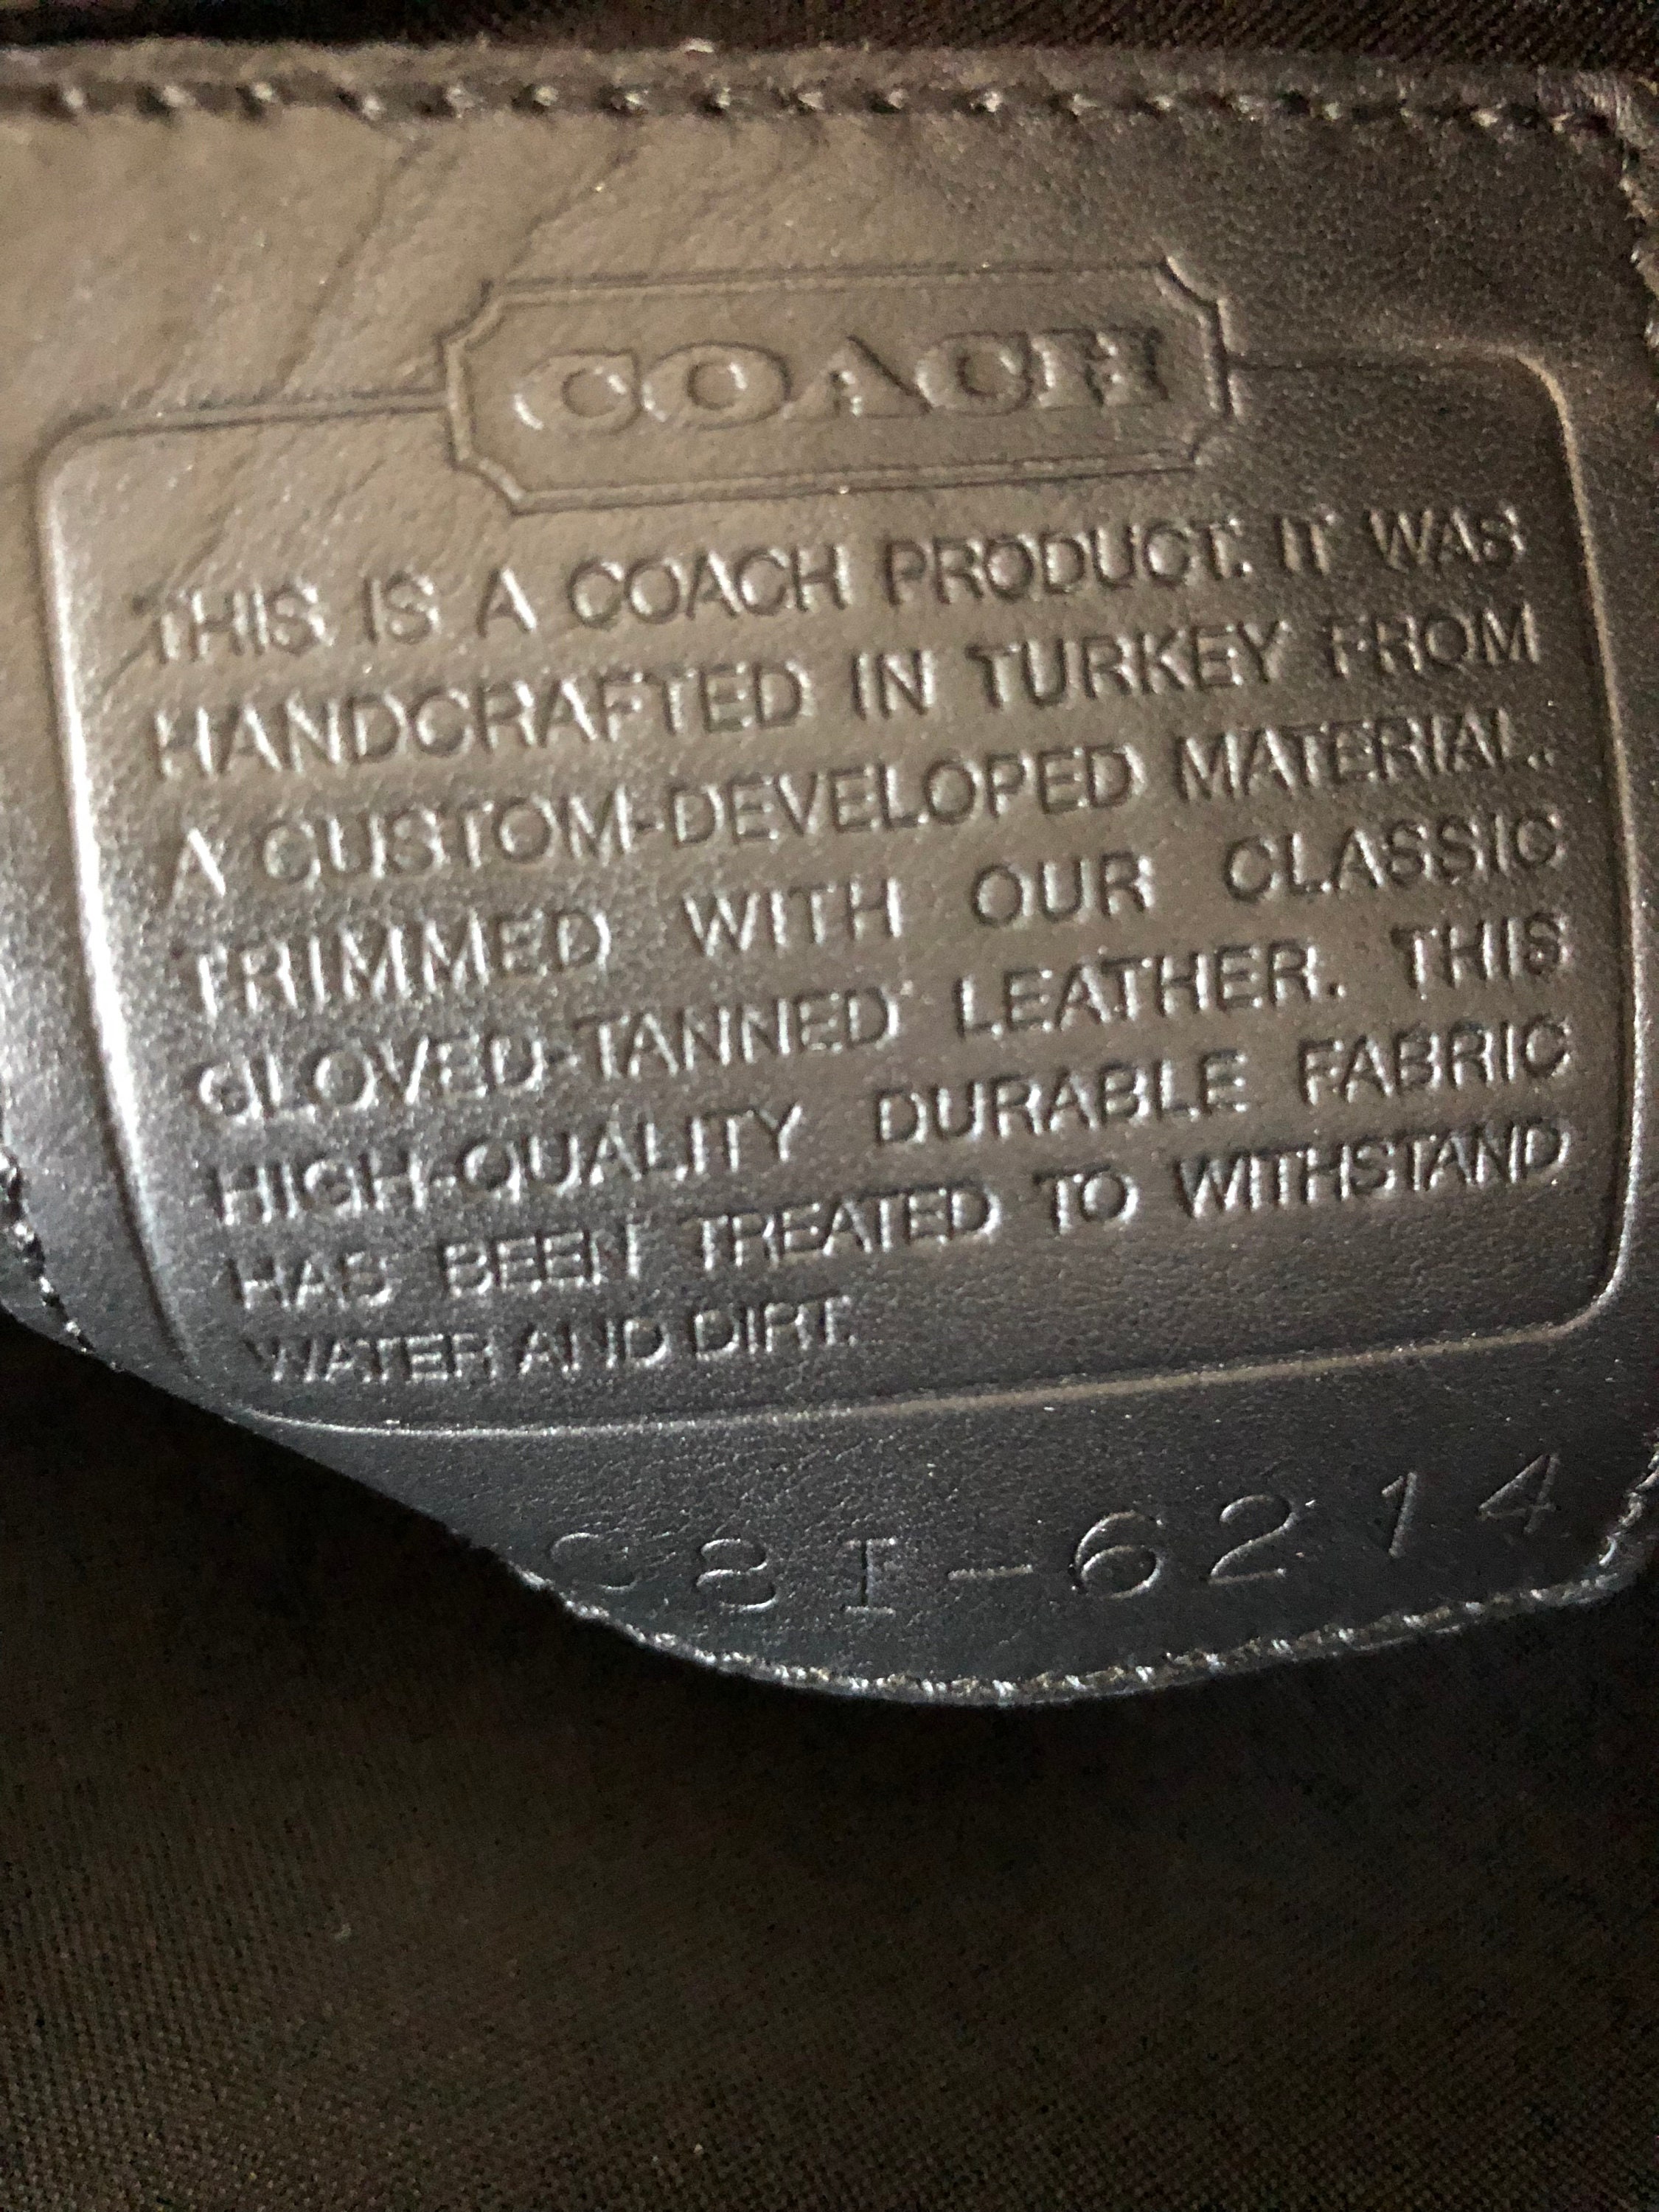 COACH
THIS IS A COACH PRODUCT. IT WAS
HANDCRAFTED IN TURKEY FROM
A CUSTOM-DEVELOPED MATERIAL.
TRIMMED WITH OUR CLASSIC
GLOVED-TANNED LEATHER. THIS
HIGH-QUALITY DURABLE FABRIC
HAS BEEN TREATED TO WITHSTAND
WATER AND DIRT.
C8I-6214